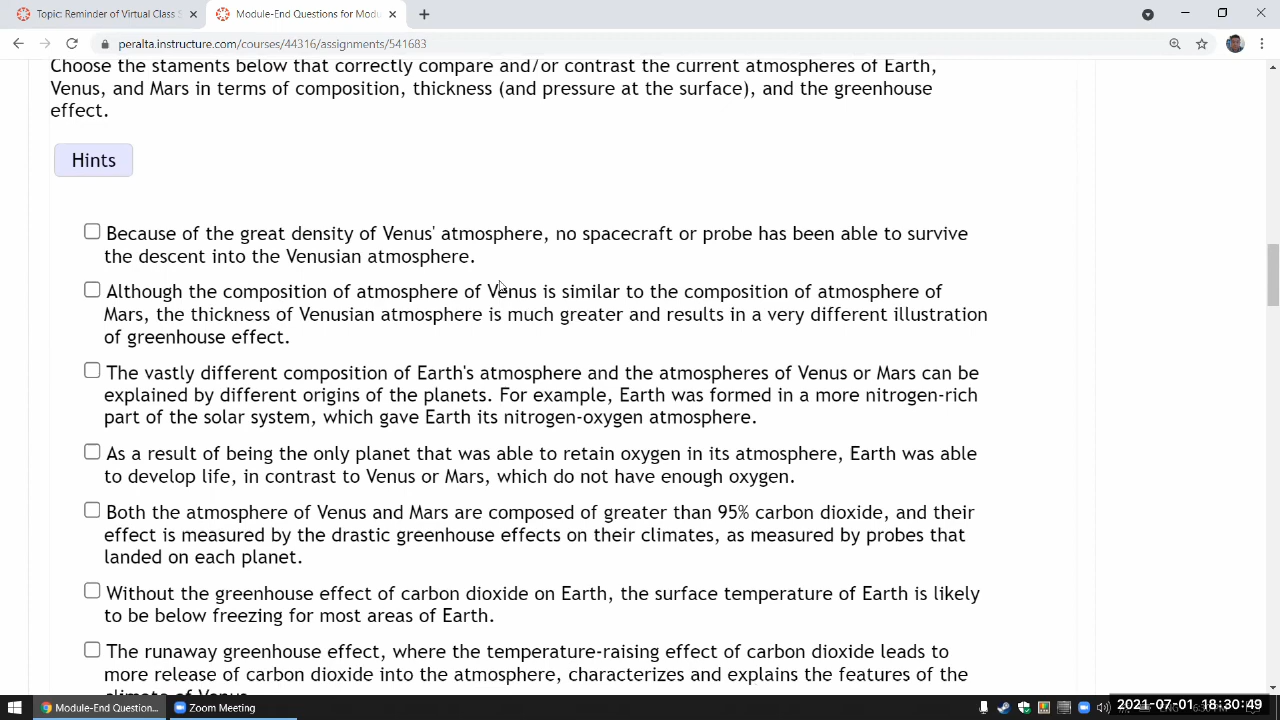 Topic: Reminder of Virtual Class S
Module-End Questions for Modu
peralta.instructure.com/courses/44316/assignments/541683
Choose the staments below that correctly compare and/or contrast the current atmospheres of Earth,
Venus, and Mars in terms of composition, thickness (and pressure at the surface), and the greenhouse
effect.
Hints
Because of the great density of Venus' atmosphere, no spacecraft or probe has been able to survive
the descent into the Venusian atmosphere.
Although the composition of atmosphere of Venus is similar to the composition of atmosphere of
Mars, the thickness of Venusian atmosphere is much greater and results in a very different illustration
of greenhouse effect.
The vastly different composition of Earth's atmosphere and the atmospheres of Venus or Mars can be
explained by different origins of the planets. For example, Earth was formed in a more nitrogen-rich
part of the solar system, which gave Earth its nitrogen-oxygen atmosphere.
As a result of being the only planet that was able to retain oxygen in its atmosphere, Earth was able
to develop life, in contrast to Venus or Mars, which do not have enough oxygen.
Both the atmosphere of Venus and Mars are composed of greater than 95% carbon dioxide, and their
effect is measured by the drastic greenhouse effects on their climates, as measured by probes that
landed on each planet.
Without the greenhouse effect of carbon dioxide on Earth, the surface temperature of Earth is likely
to be below freezing for most areas of Earth.
The runaway greenhouse effect, where the temperature-raising effect of carbon dioxide leads to
more release of carbon dioxide into the atmosphere, characterizes and explains the features of the
climate of Venus
Module-End Question...
Zoom Meeting
2021-07-01 18:30:49